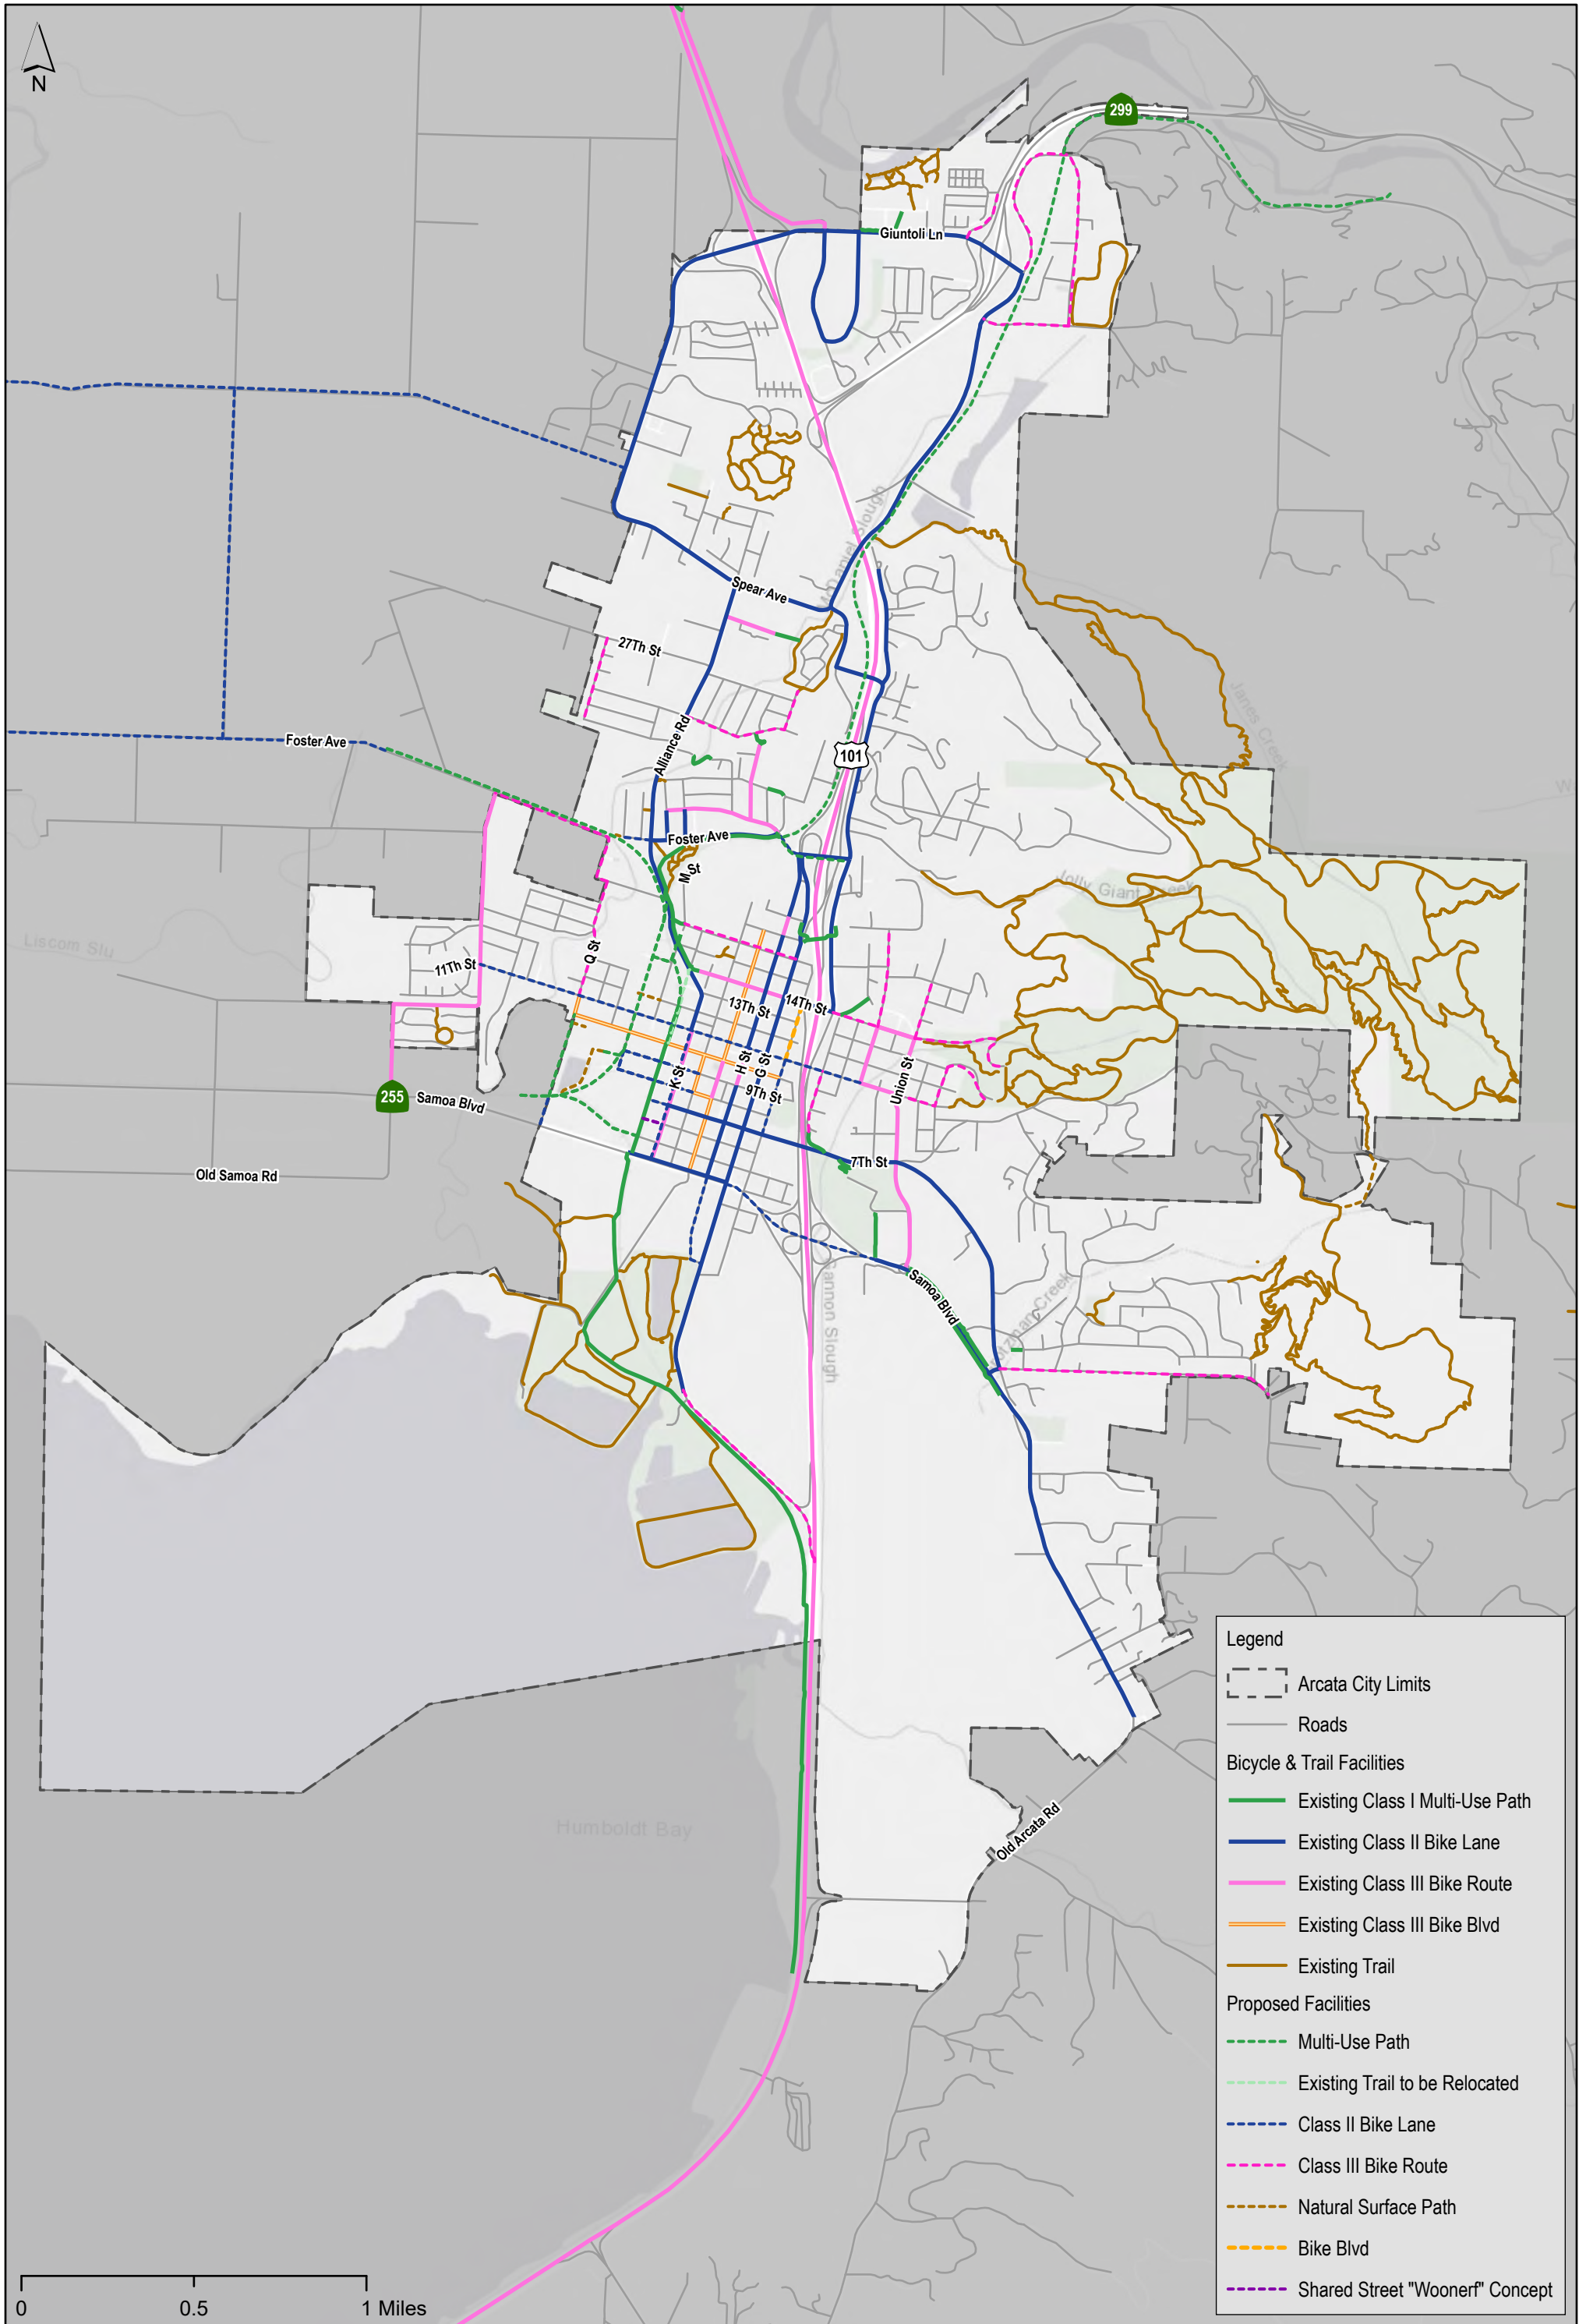 N
299
Giuntoli Ln
McDaniel Slough
Spear Ave
27Th St
Janes Creek
Alliance Rd
Foster Ave
101
Foster Ave
M St
Jolly Giant Creek
Liscom Slu
Q St
11Th St
13Th St
14Th St
H St
G St
K St
9Th St
Union St
255
Samoa Blvd
7Th St
Old Samoa Rd
Gannon Slough
Samoa Blvd
Humboldt Bay
Old Arcata Rd
Legend
Arcata City Limits
Roads
Bicycle & Trail Facilities
Existing Class I Multi-Use Path
Existing Class II Bike Lane
Existing Class III Bike Route
Existing Class III Bike Blvd
Existing Trail
Proposed Facilities
Multi-Use Path
Existing Trail to be Relocated
Class II Bike Lane
Class III Bike Route
Natural Surface Path
Bike Blvd
Shared Street "Woonerf" Concept
0 0.5 1 Miles